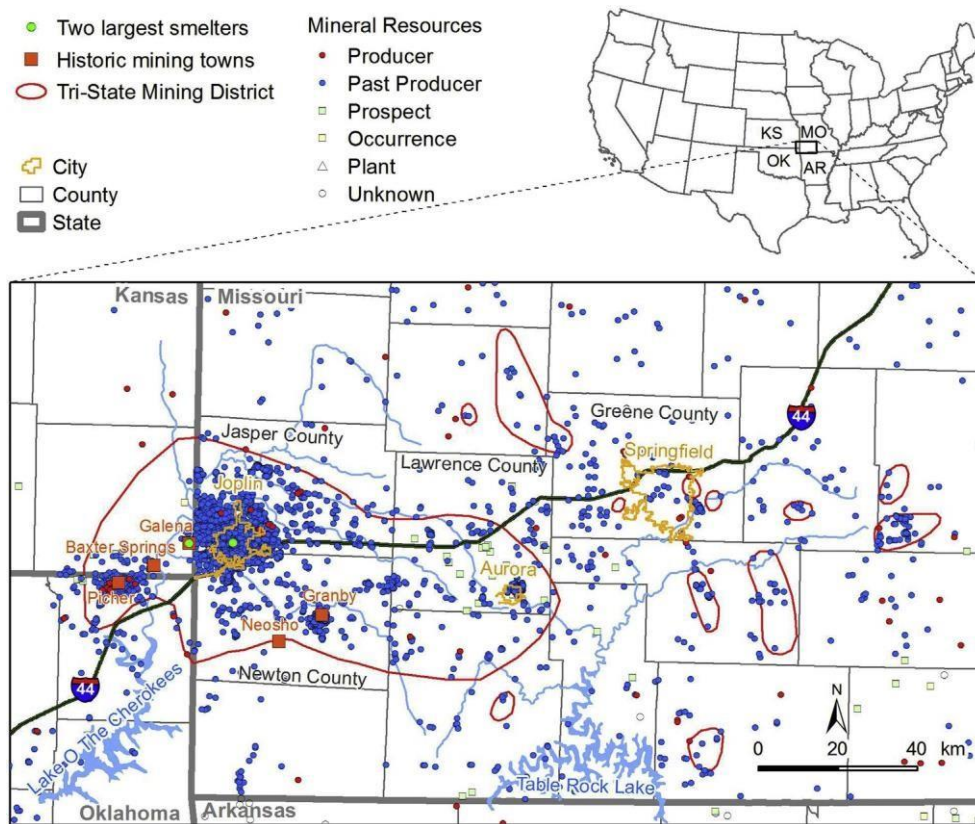 Two largest smelters
Historic mining towns
Tri-State Mining District
City
County
State
Mineral Resources
Producer
Past Producer
Prospect
Occurrence
Plant
Unknown
KS
MO
OK
AR
Kansas
Missouri
Greene County
44
Jasper County
Springfield
Lawrence County
Joplin
Galena
Baxter Springs
Aurora
Picher
Granby
Neosho
Newton County
44
Lake O The Cherokees
N
0 20 40 km
Table Rock Lake
Oklahoma
Arkansas